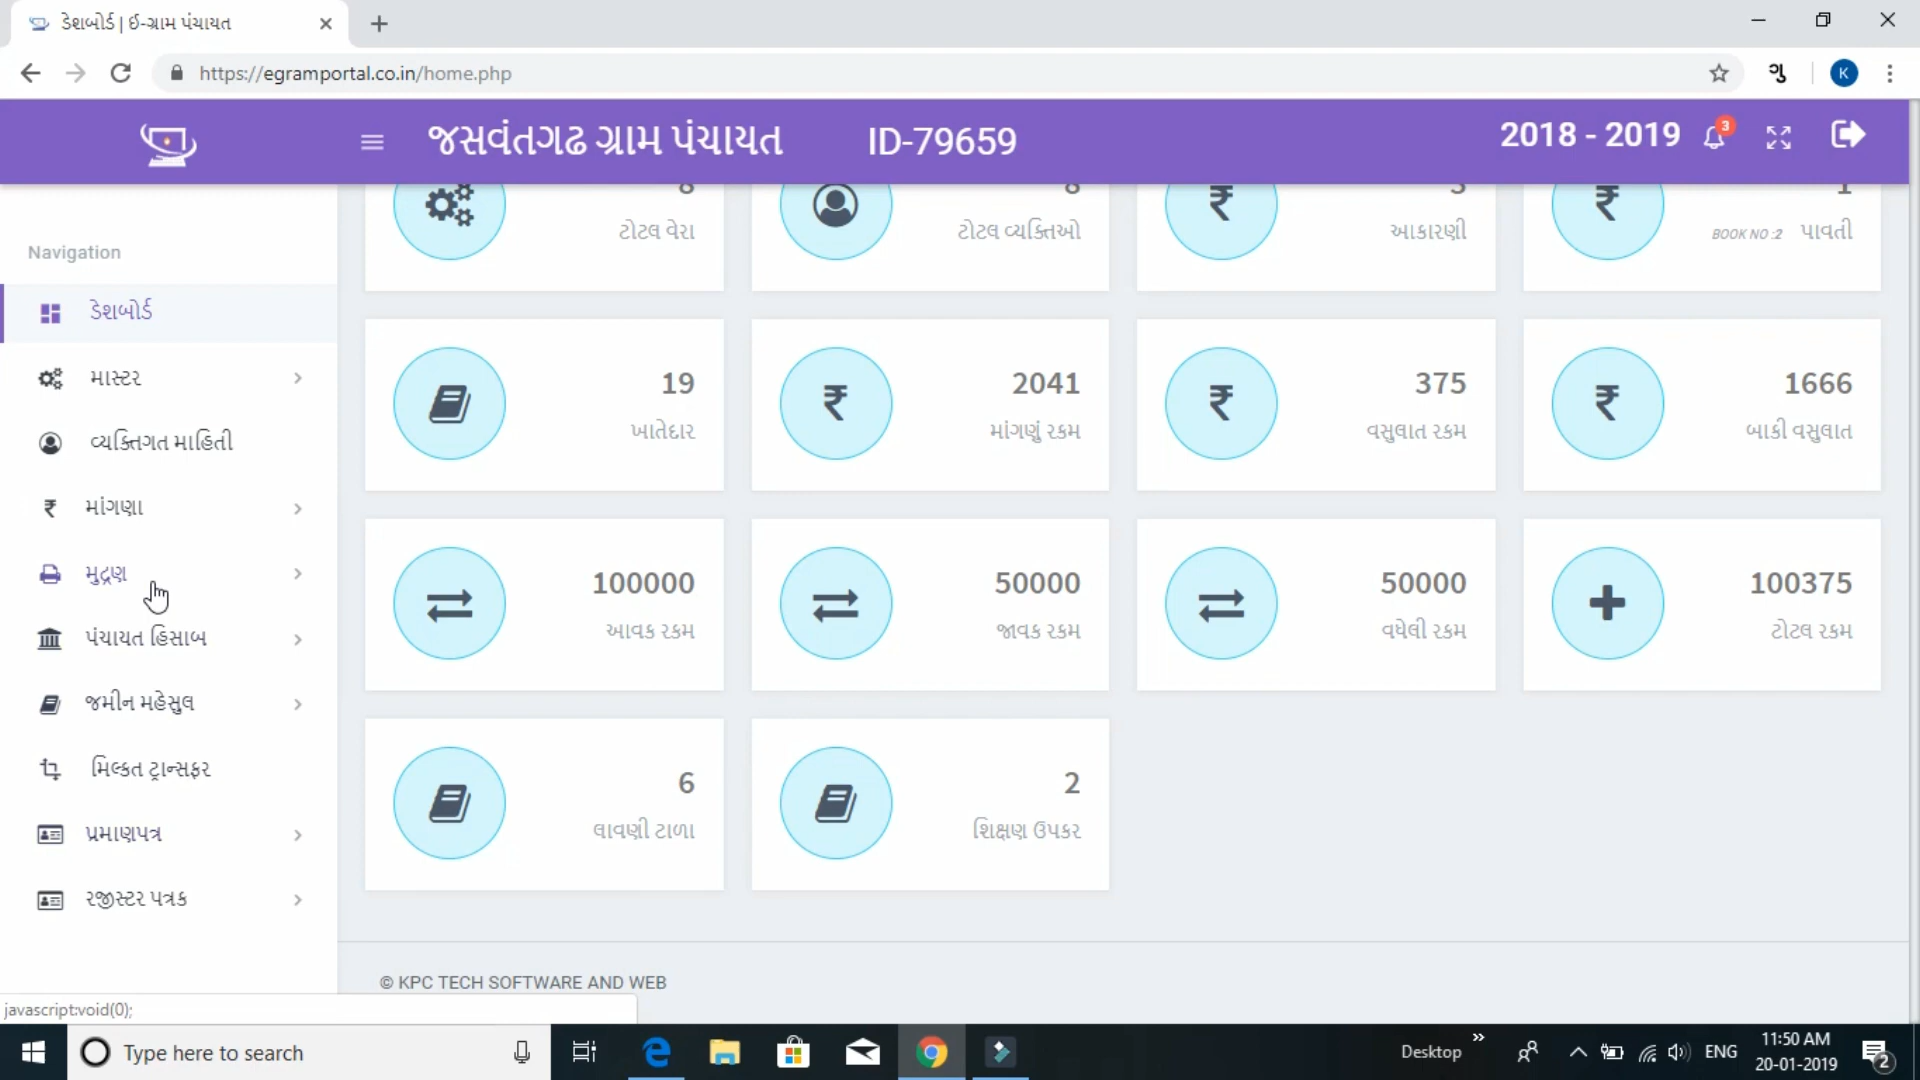 ડેશબોર્ડ | ઈ-ગ્રામ પંચાયત
https://egramportal.co.in/home.php
K
જસવંતગઢ ગ્રામ પંચાયત ID-79659 2018 - 2019 3
Navigation
ડેશબોર્ડ
માસ્ટર
વ્યક્તિગત માહિતી
માંગણા
મુદ્રણ
પંચાયત હિસાબ
જમીન મહેસુલ
મિલ્કત ટ્રાન્સફર
પ્રમાણપત્ર
રજીસ્ટર પત્રક
ટોટલ વેરા
ટોટલ વ્યક્તિઓ
આકારણી
BOOK NO :2 પાવતી
19
ખાતેદાર
2041
માંગણું રકમ
375
વસુલાત રકમ
1666
બાકી વસુલાત
100000
આવક રકમ
50000
જાવક રકમ
50000
વધેલી રકમ
100375
ટોટલ રકમ
6
લાવણી ટાળા
2
શિક્ષણ ઉપકર
© KPC TECH SOFTWARE AND WEB
javascript:void(0);
Type here to search
Desktop
ENG
11:50 AM
20-01-2019
2